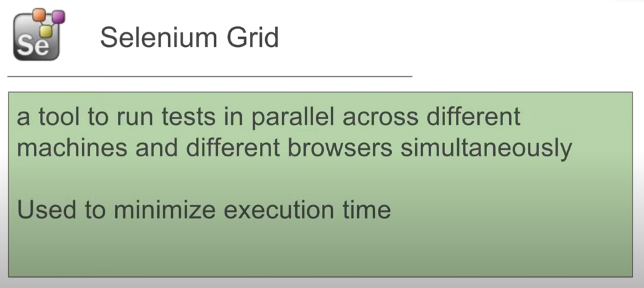 Se
Selenium Grid
a tool to run tests in parallel across different
machines and different browsers simultaneously
Used to minimize execution time